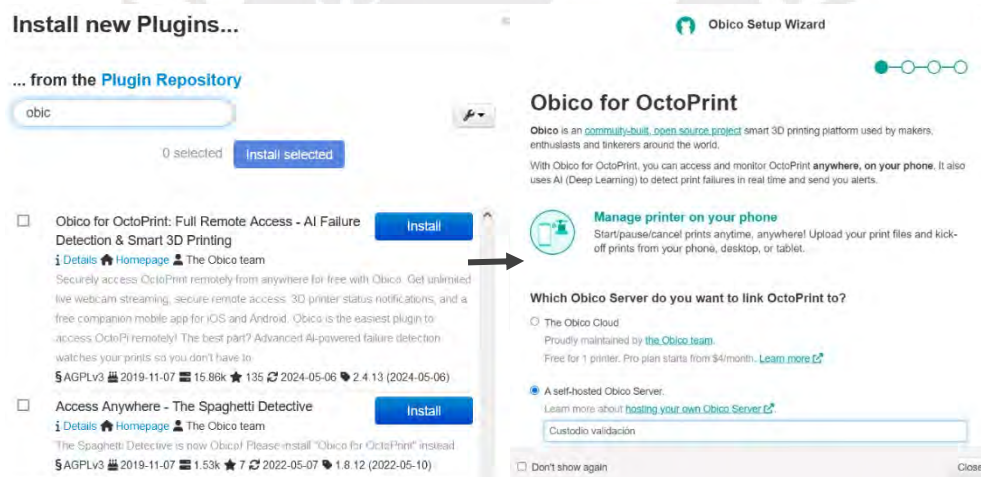 Install new Plugins...
... from the Plugin Repository
obic
0 selected Install selected
Obico for OctoPrint: Full Remote Access - AI Failure
Detection & Smart 3D Printing
Install
Details Homepage The Obico team
Securely access OctoPrint remotely from anywhere for free with Obico. Get unlimited
live webcam streaming, secure remote access, 3D printer status notifications, and a
free companion mobile app for iOS and Android. Obico is the easiest plugin to
access OctoPi remotely! The best part? Advanced AI-powered failure detection
watches your prints so you don't have to
§ AGPLv3 2019-11-07 15.86k 135 2024-05-06 2.4.13 (2024-05-06)
Access Anywhere - The Spaghetti Detective
Install
Details Homepage The Obico team
The Spaghetti Detective is now Obico! Please install "Obico for OctoPrint" instead
§ AGPLv3 2019-11-07 1.53k 7 2022-05-07 1.8.12 (2022-05-10)
Obico Setup Wizard
Obico for OctoPrint
Obico is an commuity-built, open source project smart 3D printing platform used by makers,
enthusiasts and tinkerers around the world.
With Obico for OctoPrint, you can access and monitor OctoPrint anywhere, on your phone. It also
uses AI (Deep Learning) to detect print failures in real time and send you alerts.
Manage printer on your phone
Start/pause/cancel prints anytime, anywhere! Upload your print files and kick-
off prints from your phone, desktop, or tablet.
Which Obico Server do you want to link OctoPrint to?
The Obico Cloud
Proudly maintained by the Obico team.
Free for 1 printer. Pro plan starts from $4/month. Learn more
A self-hosted Obico Server.
Learn more about hosting your own Obico Server.
Custodio validación
Don't show again
Close